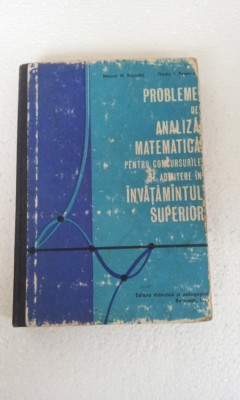 PROBLEME
DE
ANALIZĂ
MATEMATICĂ
PENTRU CONCURSURILE
DE ADMITERE ÎN
ÎNVĂȚĂMÎNTUL
SUPERIOR
Editura didactică și pedagogică